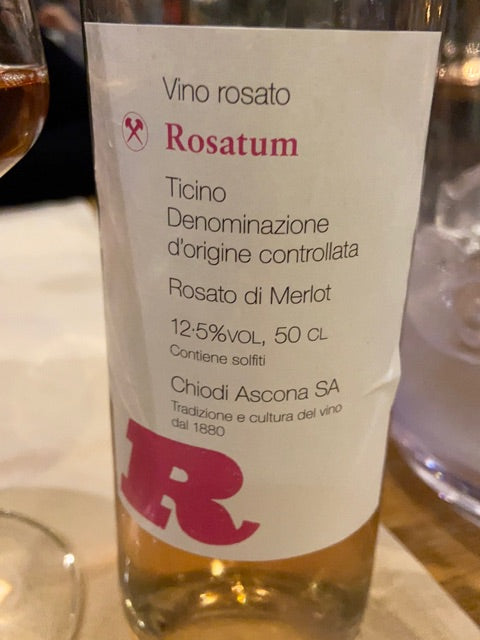 Vino rosato
Rosatum
Ticino
Denominazione
d'origine controllata
Rosato di Merlot
12·5%VOL, 50 CL
Contiene solfiti
Chiodi Ascona SA
Tradizione e cultura del vino
dal 1880
R